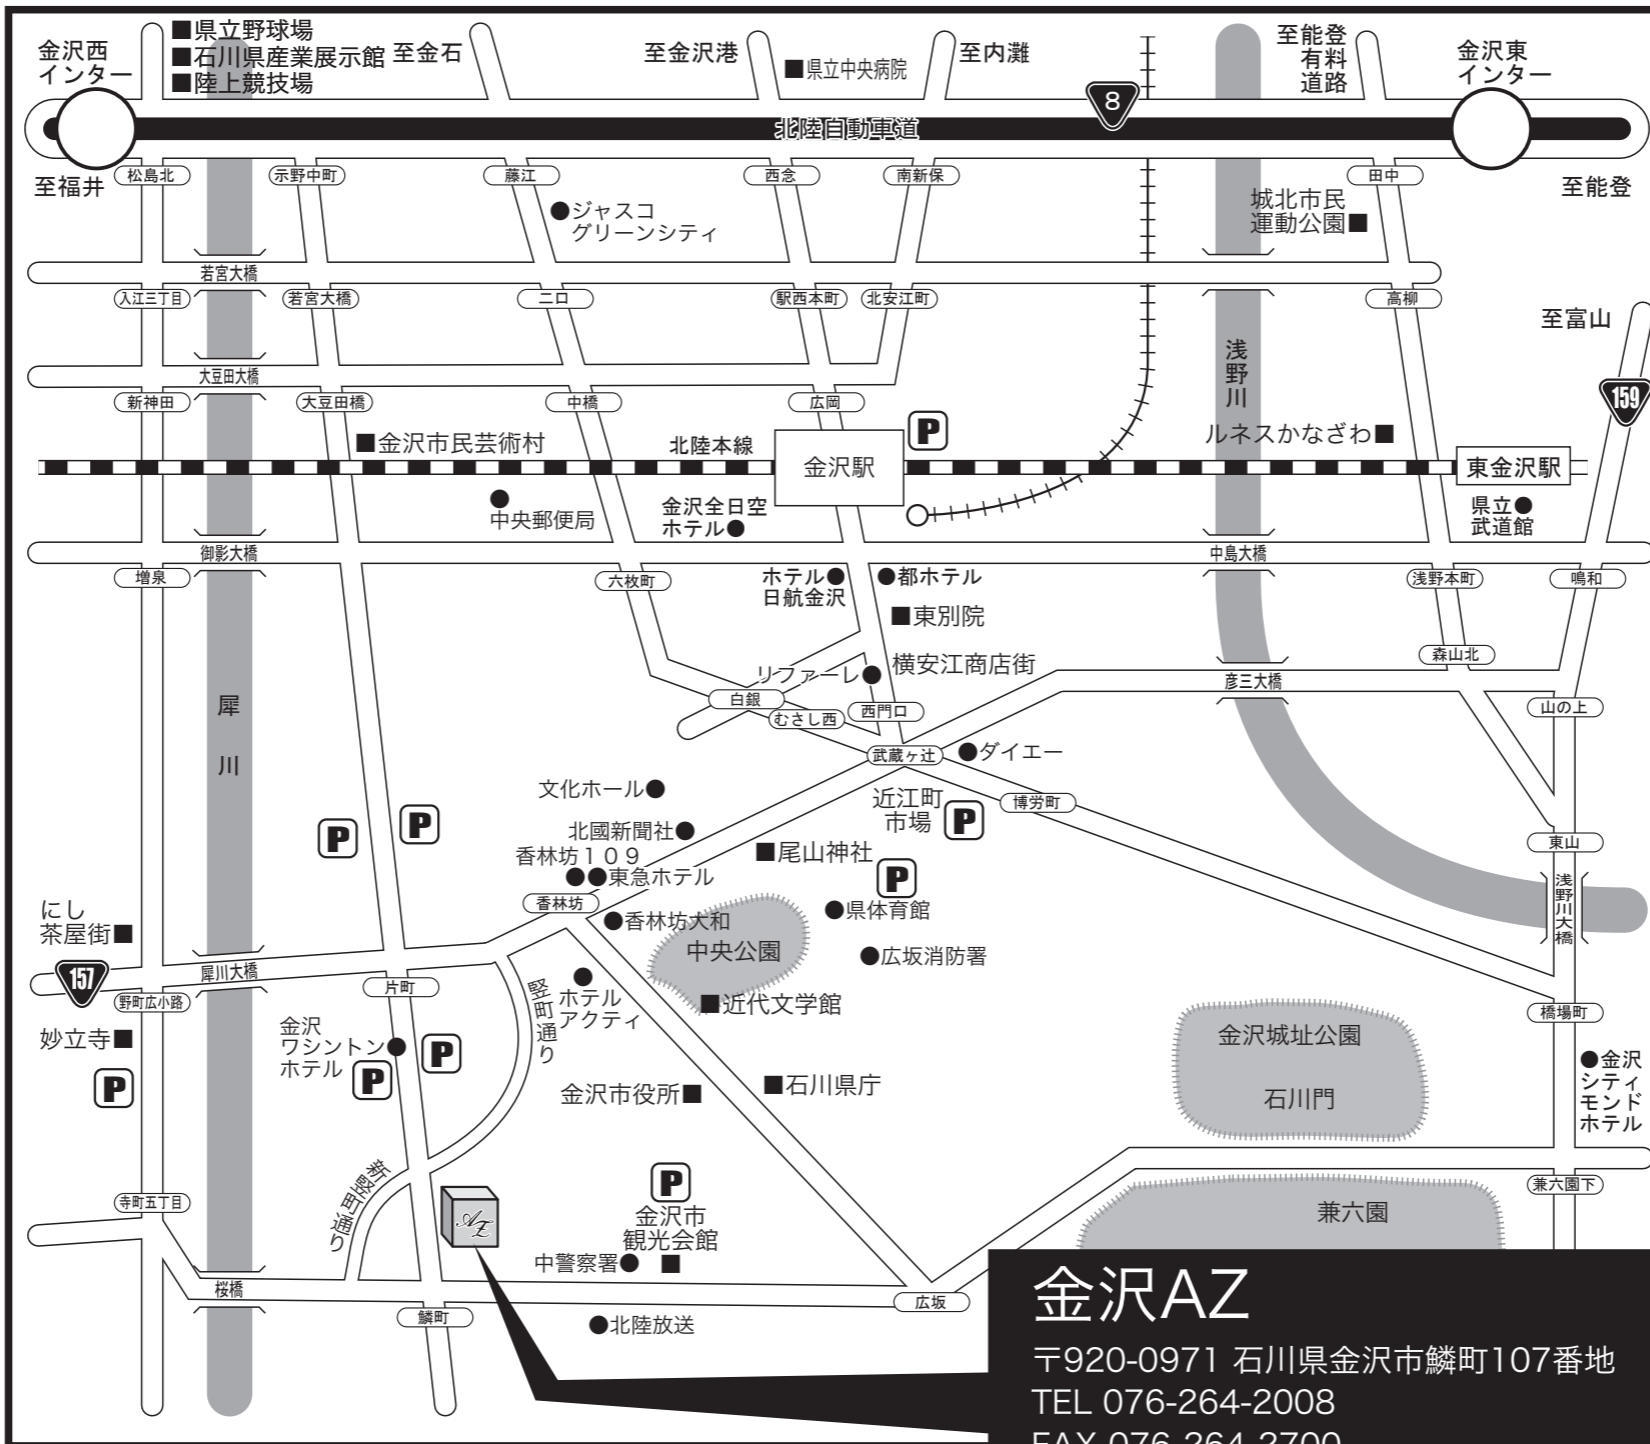 金沢西
インター
■県立野球場
■石川県産業展示館
■陸上競技場
至金石
至金沢港
■県立中央病院
至内灘
至能登
有料
道路
金沢東
インター
8
北陸自動車道
至福井
松島北
示野中町
藤江
西念
南新保
田中
至能登
●ジャスコ
グリーンシティ
城北市民
運動公園■
若宮大橋
入江三丁目
若宮大橋
二口
駅西本町
北安江町
高柳
至富山
大豆田大橋
浅野川
新神田
大豆田橋
中橋
広岡
159
■金沢市民芸術村
北陸本線
金沢駅
P
ルネスかなざわ■
東金沢駅
●
中央郵便局
金沢全日空
ホテル●
県立●
武道館
御影大橋
中島大橋
増泉
六枚町
ホテル●
日航金沢
●都ホテル
浅野本町
鳴和
■東別院
リファーレ●
横安江商店街
森山北
彦三大橋
犀川
白銀
むさし西
西門口
山の上
武蔵ヶ辻
●ダイエー
文化ホール●
近江町
市場
P
博労町
P
P
北國新聞社●
香林坊109
●●東急ホテル
■尾山神社
P
東山
香林坊
●香林坊大和
●県体育館
浅野川大橋
にし
茶屋街■
中央公園
●広坂消防署
157
犀川大橋
野町広小路
片町
竪町通り
●
ホテル
アクティ
■近代文学館
橋場町
妙立寺■
P
金沢
ワシントン●
ホテル
P
P
金沢城址公園
石川門
●金沢
シティ
モンド
ホテル
金沢市役所■
■石川県庁
新竪町通り
寺町五丁目
AZ
P
金沢市
観光会館
■
中警察署●
兼六園下
兼六園
桜橋
鱗町
広坂
●北陸放送
金沢AZ
〒920-0971 石川県金沢市鱗町107番地
TEL 076-264-2008
FAX 076-264-2700